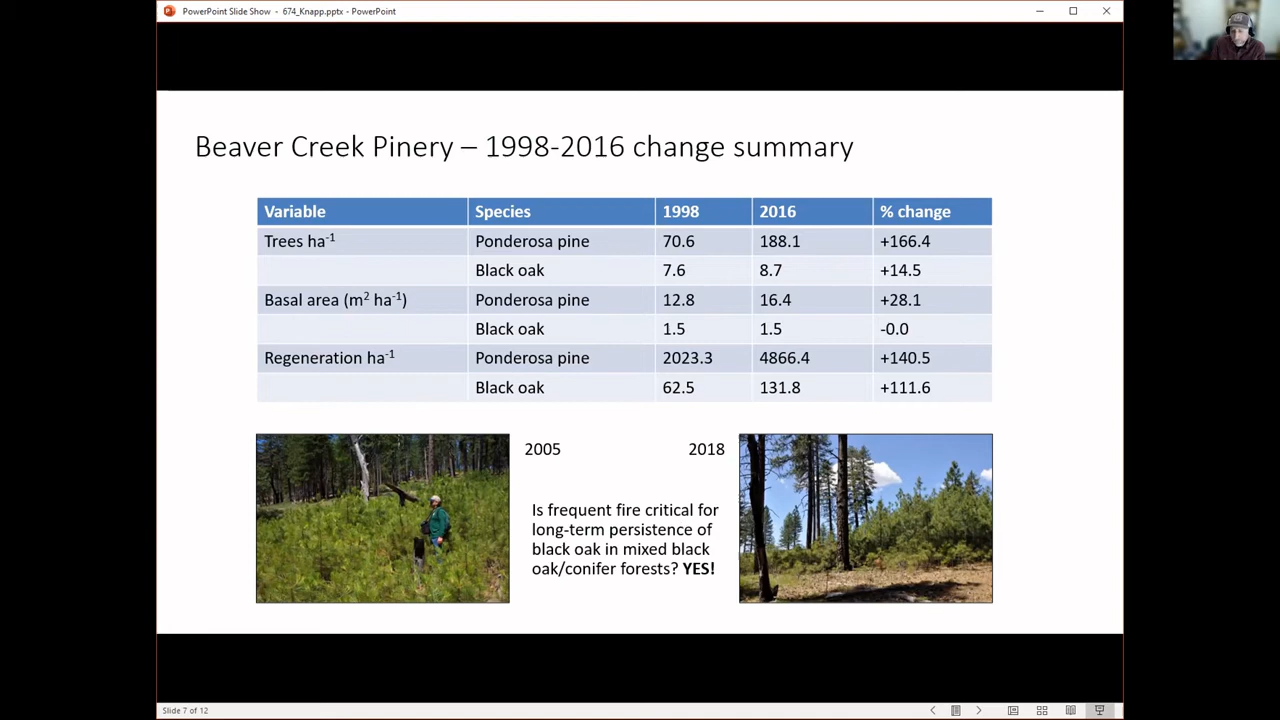 PowerPoint Slide Show - 674_Knapp.pptx - PowerPoint
Beaver Creek Pinery – 1998-2016 change summary
Variable Species 1998 2016 % change
Trees ha⁻¹ Ponderosa pine 70.6 188.1 +166.4
Black oak 7.6 8.7 +14.5
Basal area (m² ha⁻¹) Ponderosa pine 12.8 16.4 +28.1
Black oak 1.5 1.5 -0.0
Regeneration ha⁻¹ Ponderosa pine 2023.3 4866.4 +140.5
Black oak 62.5 131.8 +111.6
2005 2018
Is frequent fire critical for
long-term persistence of
black oak in mixed black
oak/conifer forests? YES!
Slide 7 of 12